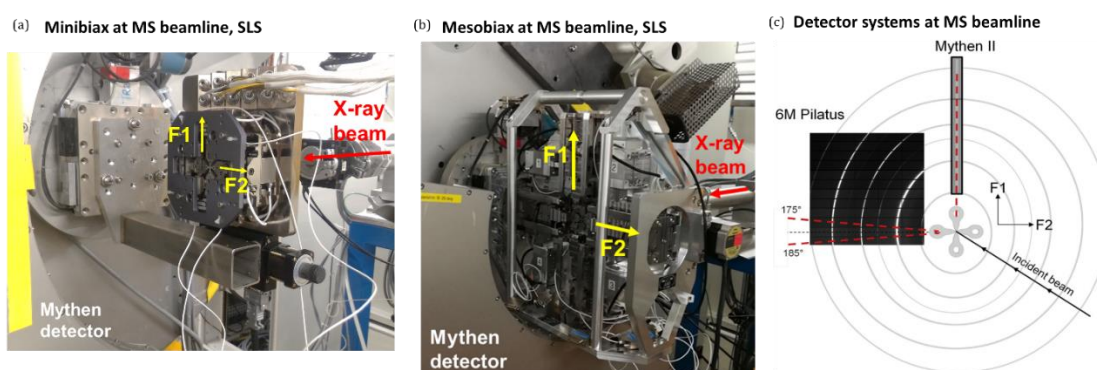 (a) Minibiax at MS beamline, SLS
F1
F2
X-ray
beam
Mythen
detector
(b) Mesobiax at MS beamline, SLS
F1
F2
X-ray
beam
Mythen
detector
(c) Detector systems at MS beamline
Mythen II
6M Pilatus
F1
F2
175°
185°
Incident beam